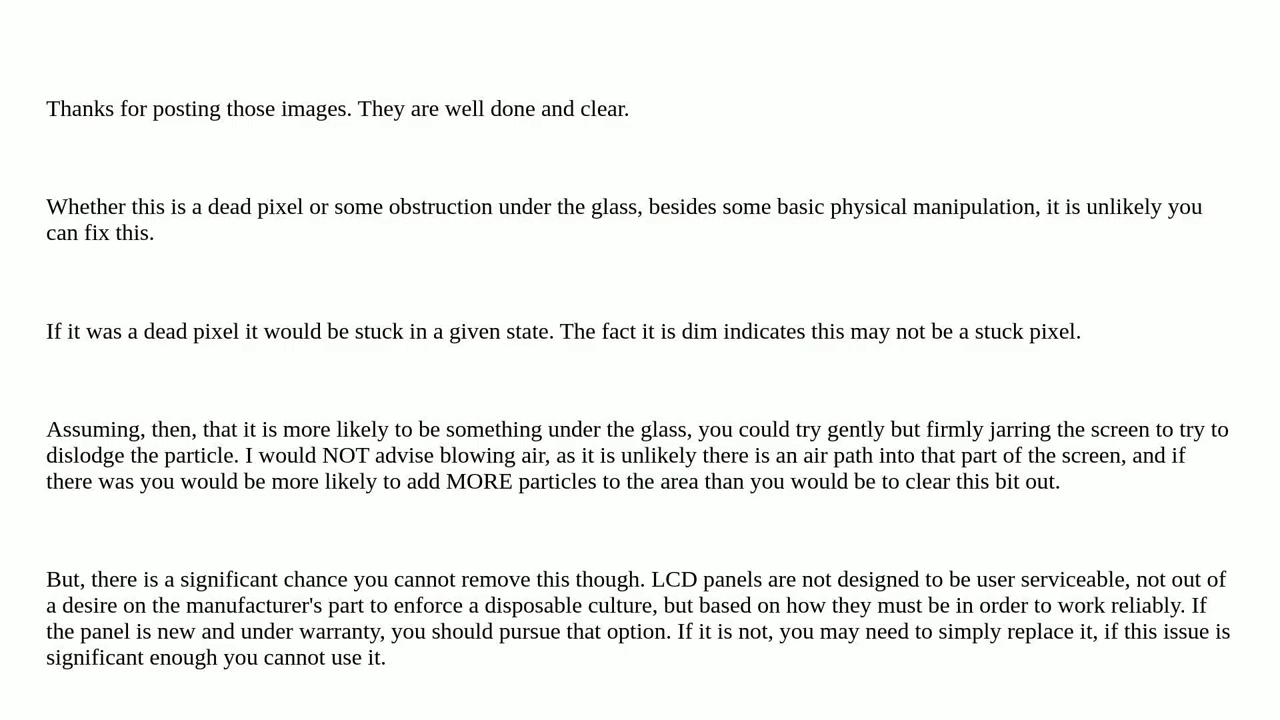 Thanks for posting those images. They are well done and clear.
Whether this is a dead pixel or some obstruction under the glass, besides some basic physical manipulation, it is unlikely you
can fix this.
If it was a dead pixel it would be stuck in a given state. The fact it is dim indicates this may not be a stuck pixel.
Assuming, then, that it is more likely to be something under the glass, you could try gently but firmly jarring the screen to try to
dislodge the particle. I would NOT advise blowing air, as it is unlikely there is an air path into that part of the screen, and if
there was you would be more likely to add MORE particles to the area than you would be to clear this bit out.
But, there is a significant chance you cannot remove this though. LCD panels are not designed to be user serviceable, not out of
a desire on the manufacturer's part to enforce a disposable culture, but based on how they must be in order to work reliably. If
the panel is new and under warranty, you should pursue that option. If it is not, you may need to simply replace it, if this issue is
significant enough you cannot use it.